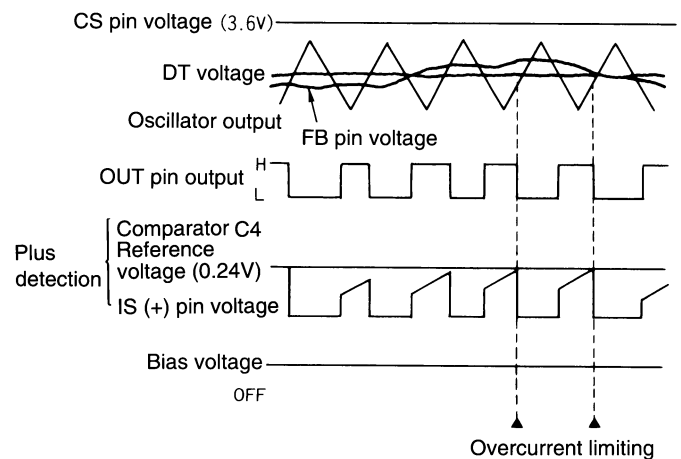 CS pin voltage (3.6V)
DT voltage
Oscillator output
FB pin voltage
OUT pin output
H
L
Plus
detection
Comparator C4
Reference
voltage (0.24V)
IS (+) pin voltage
Bias voltage
OFF
Overcurrent limiting